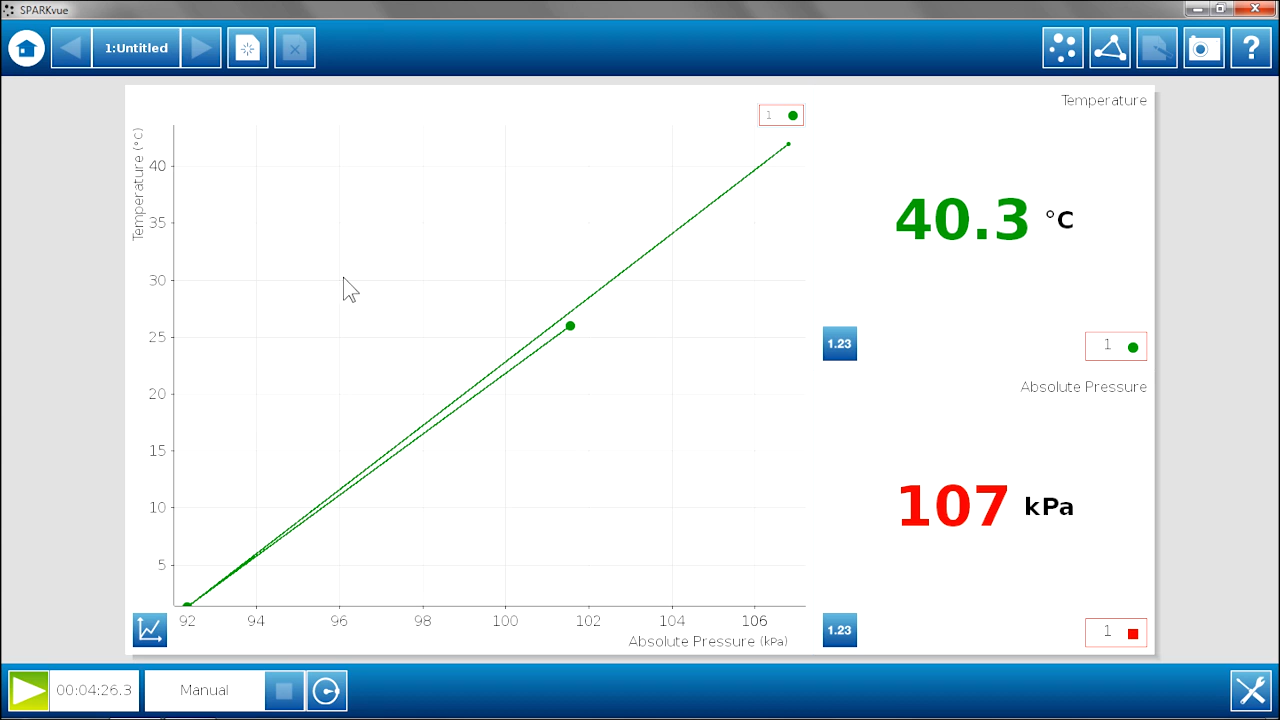 SPARKvue
1:Untitled
?
Temperature
1
Temperature (°C)
40
35
30
25
20
15
10
5
40.3 °C
1.23
1
Absolute Pressure
107 kPa
92 94 96 98 100 102 104 106
Absolute Pressure (kPa)
1.23
1
00:04:26.3
Manual